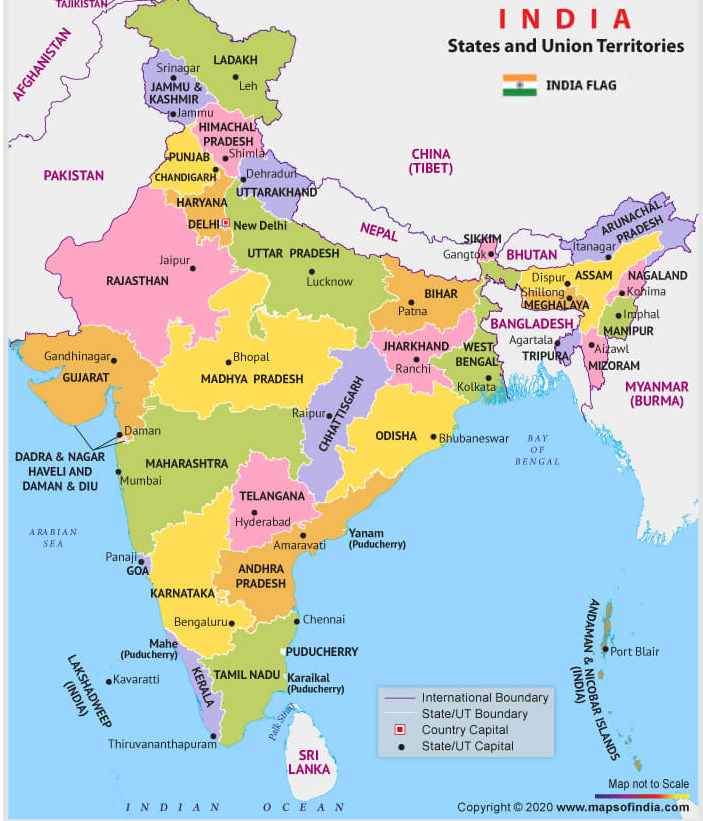 TAJIKISTAN
INDIA
States and Union Territories
INDIA FLAG
AFGHANISTAN
LADAKH
Srinagar
Leh
JAMMU &
KASHMIR
Jammu
HIMACHAL
PRADESH
Shimla
CHINA
(TIBET)
PAKISTAN
PUNJAB
CHANDIGARH
Dehradun
UTTARAKHAND
HARYANA
DELHI
New Delhi
NEPAL
SIKKIM
Gangtok
BHUTAN
ARUNACHAL
PRADESH
Itanagar
Jaipur
RAJASTHAN
UTTAR PRADESH
Lucknow
BIHAR
Patna
Dispur
ASSAM
NAGALAND
Shillong
MEGHALAYA
Kohima
Imphal
MANIPUR
BANGLADESH
Agartala
TRIPURA
Aizawl
MIZORAM
MYANMAR
(BURMA)
Gandhinagar
GUJARAT
Bhopal
MADHYA PRADESH
JHARKHAND
Ranchi
WEST
BENGAL
Kolkata
Raipur
CHHATTISGARH
ODISHA
Bhubaneswar
BAY
OF
BENGAL
Daman
DADRA & NAGAR
HAVELI AND
DAMAN & DIU
MAHARASHTRA
Mumbai
TELANGANA
Hyderabad
Amaravati
Yanam
(Puducherry)
ARABIAN
SEA
Panaji
GOA
KARNATAKA
ANDHRA
PRADESH
Bengaluru
Chennai
Mahe
(Puducherry)
PUDUCHERRY
TAMIL NADU
Karaikal
(Puducherry)
KERALA
LAKSHADWEEP
(INDIA)
Kavaratti
Thiruvananthapuram
Palk Strait
SRI
LANKA
ANDAMAN & NICOBAR ISLANDS
(INDIA)
Port Blair
International Boundary
State/UT Boundary
Country Capital
State/UT Capital
Map not to Scale
INDIAN OCEAN
Copyright © 2020 www.mapsofindia.com